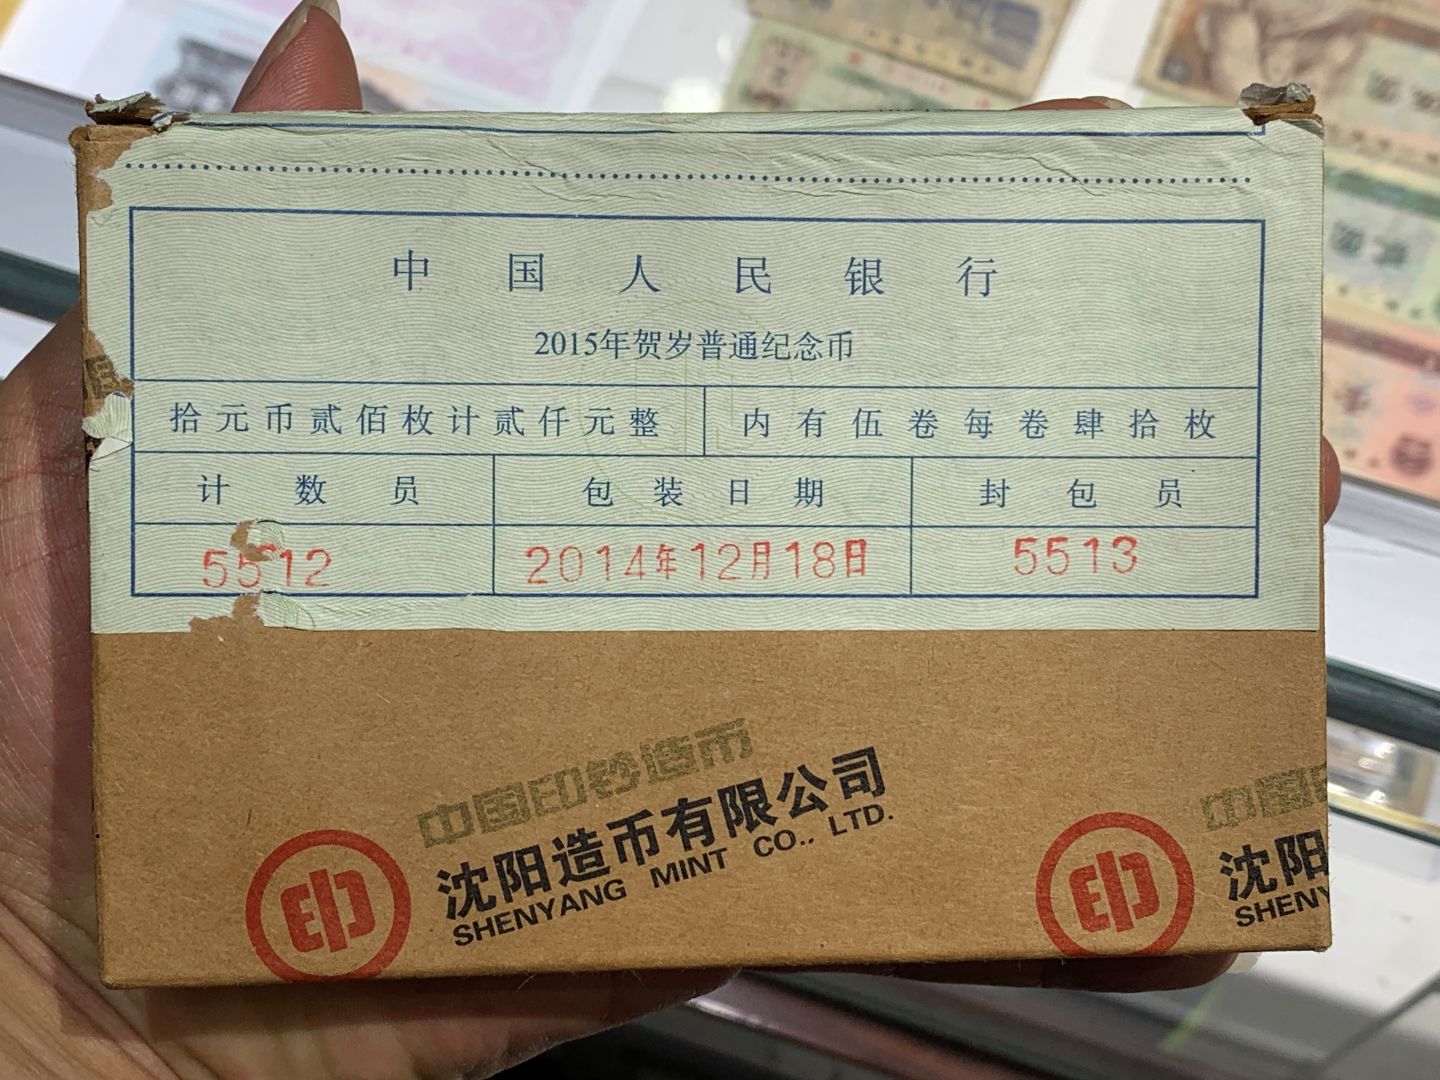 中国人民银行
2015年贺岁普通纪念币
拾元币贰佰枚计贰仟元整 内有伍卷每卷肆拾枚
计数员 包装日期 封包员
5512 2014年12月18日 5513
中国印钞造币
沈阳造币有限公司
SHENYANG MINT CO., LTD.
中国印
沈阳
SHENY